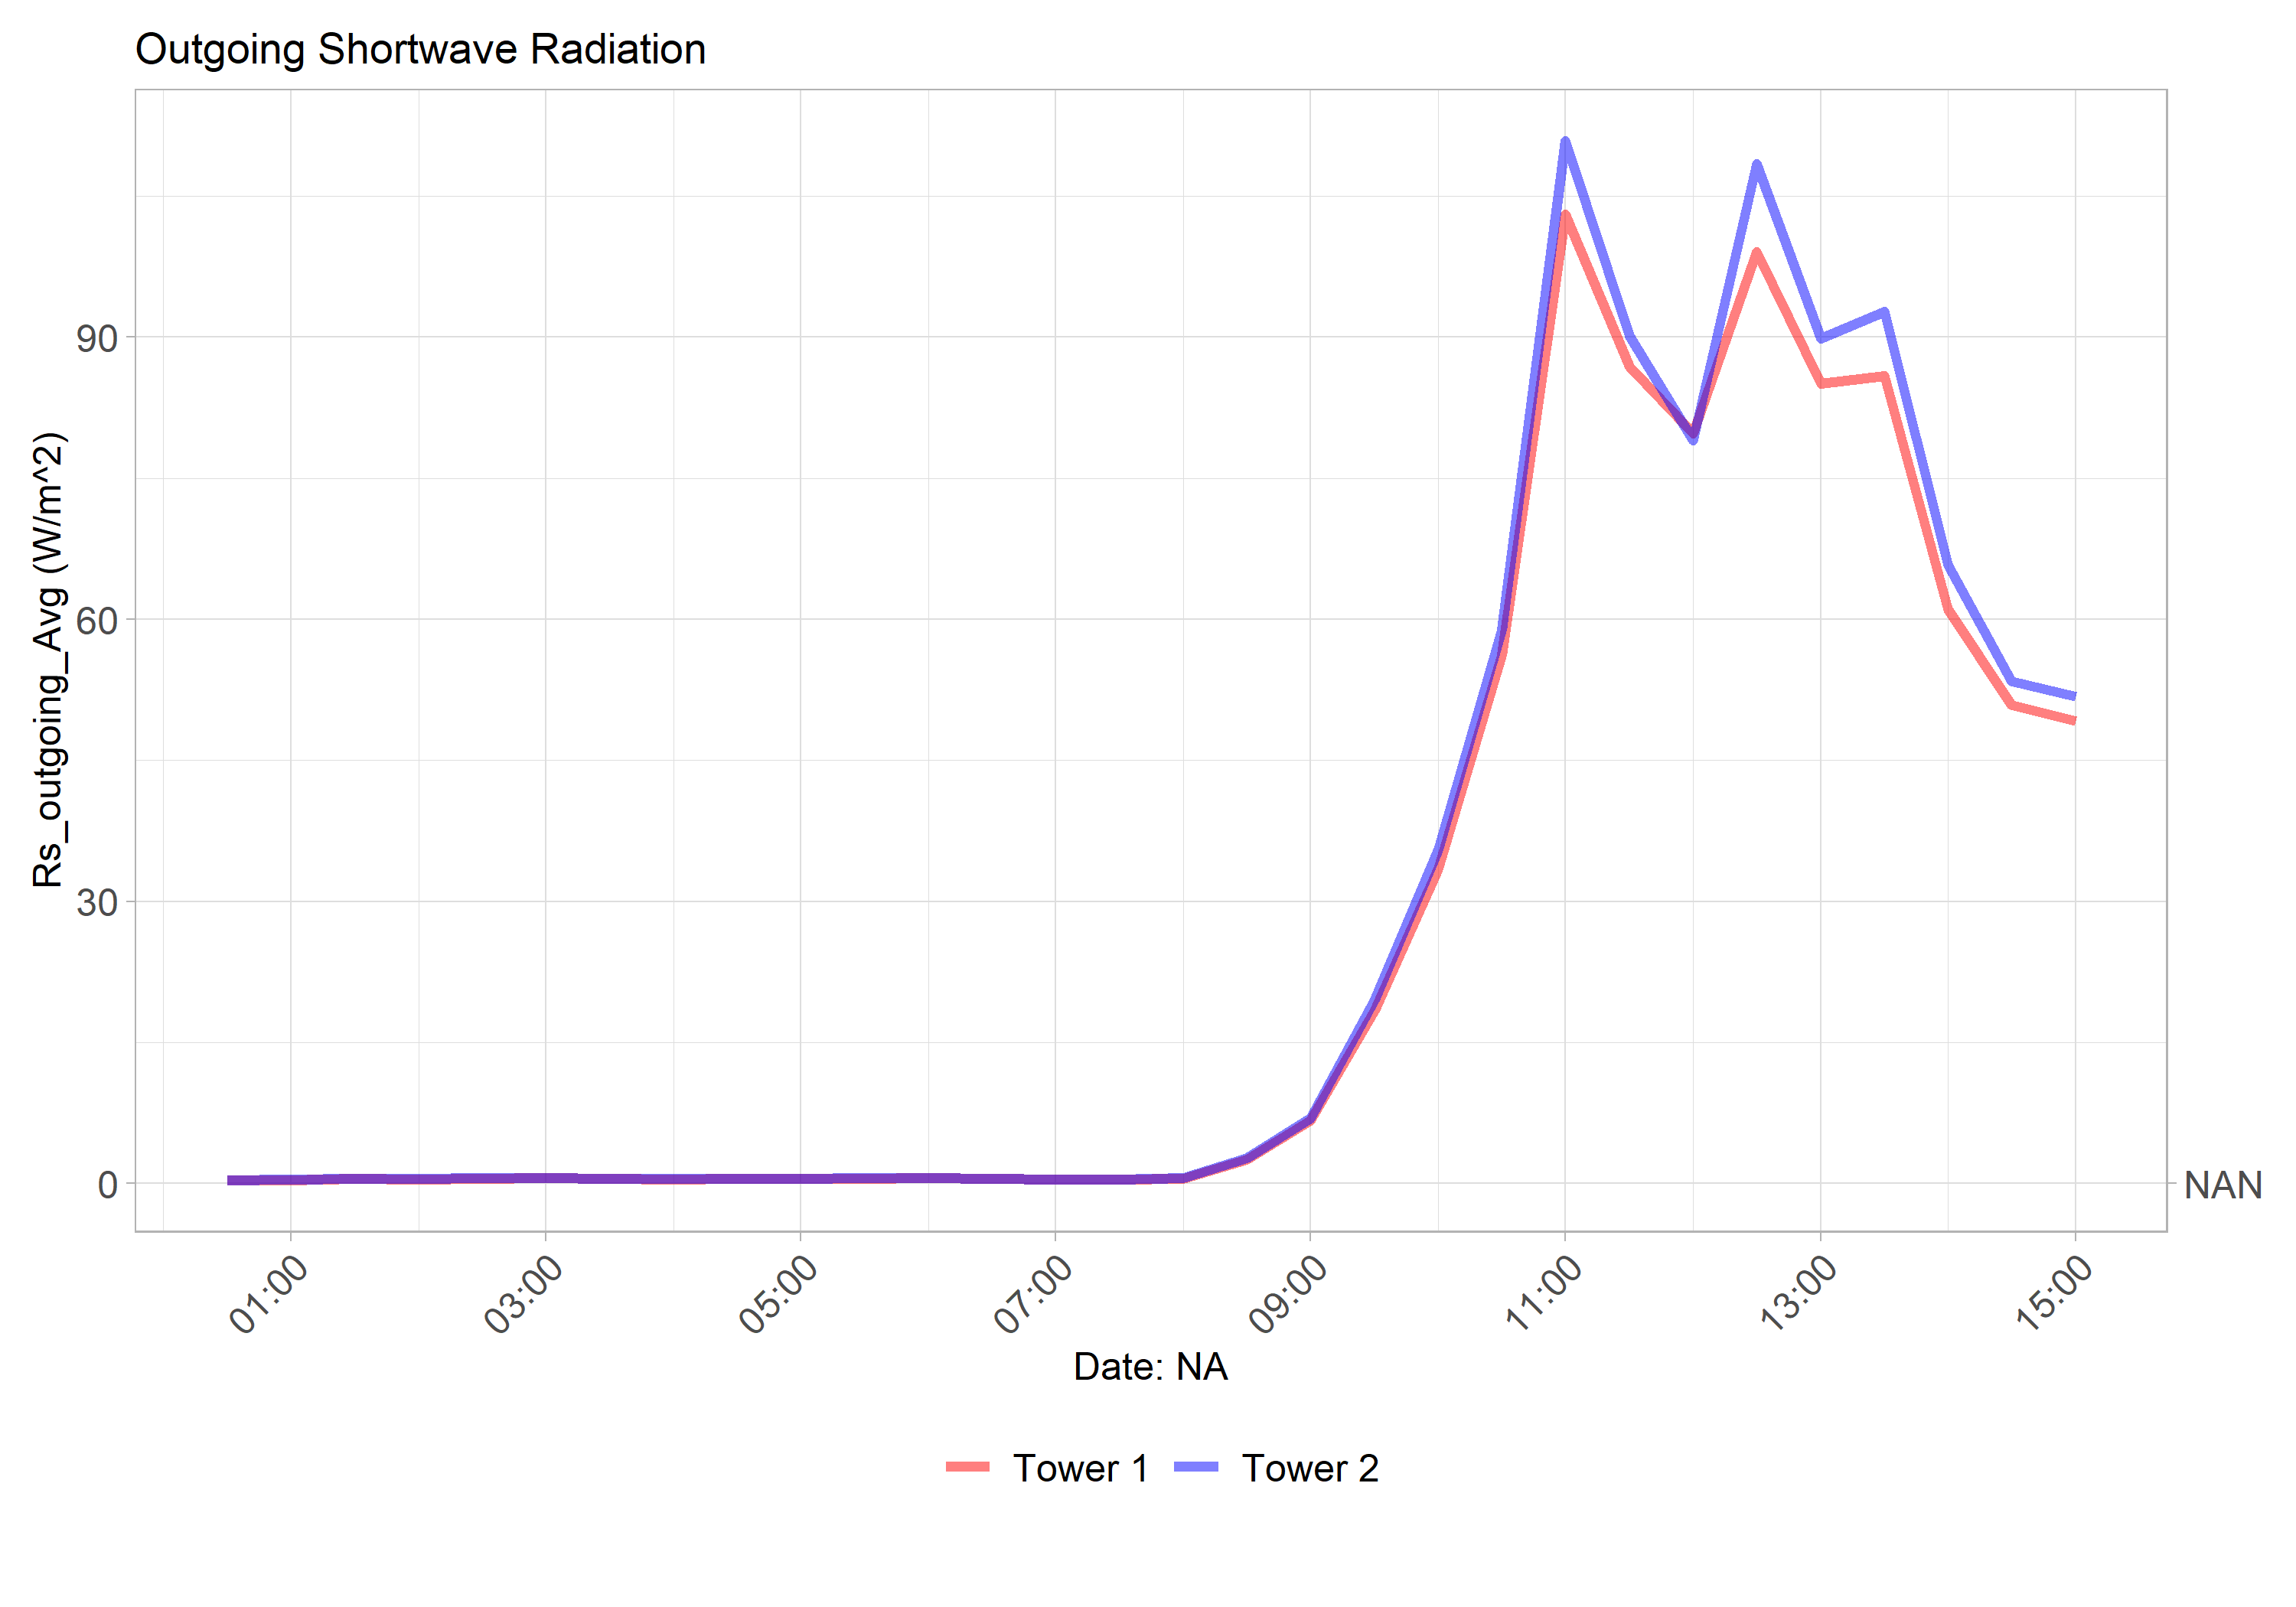 Outgoing Shortwave Radiation
Rs_outgoing_Avg (W/m^2)
90
60
30
0
NAN
01:00
03:00
05:00
07:00
09:00
11:00
13:00
15:00
Date: NA
Tower 1
Tower 2